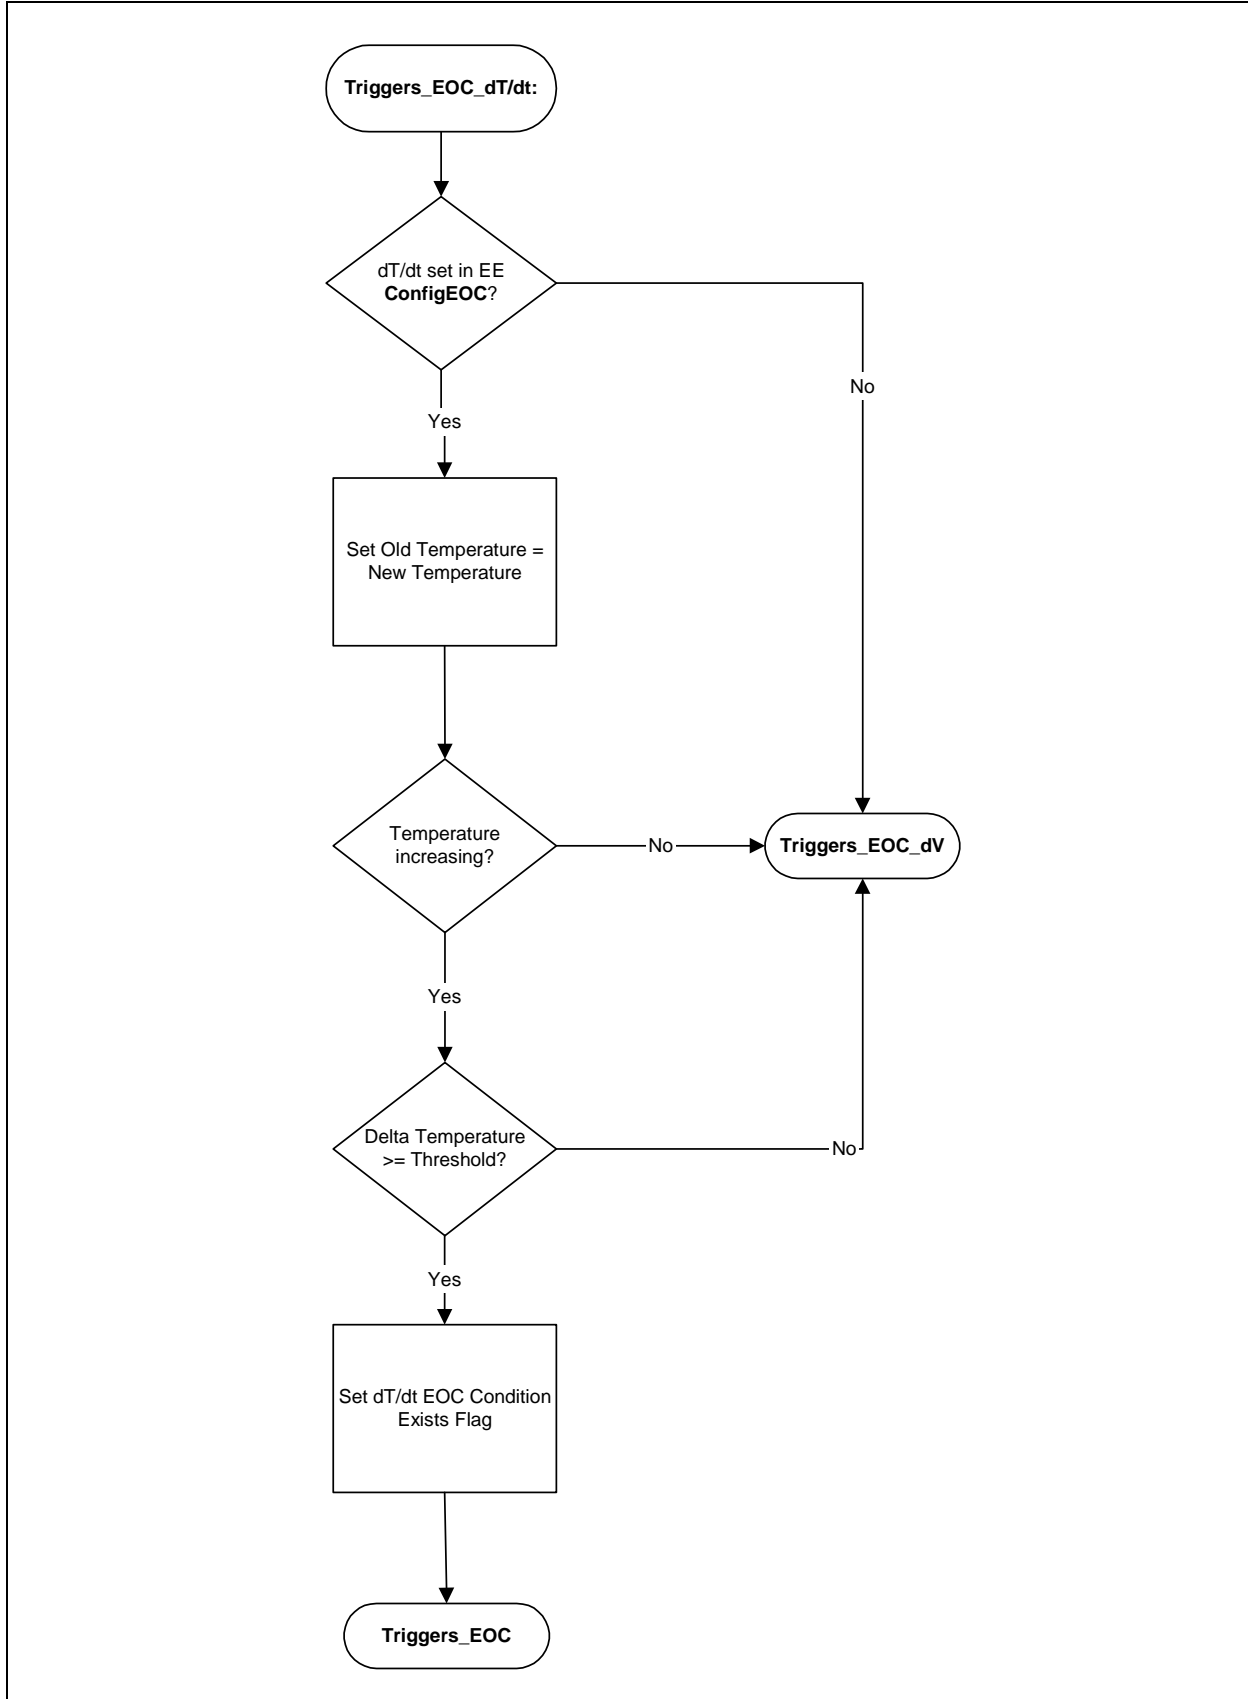 Triggers_EOC_dT/dt:
dT/dt set in EE
ConfigEOC?
No
Yes
Set Old Temperature =
New Temperature
Temperature
increasing?
No
Triggers_EOC_dV
Yes
Delta Temperature
>= Threshold?
No
Yes
Set dT/dt EOC Condition
Exists Flag
Triggers_EOC